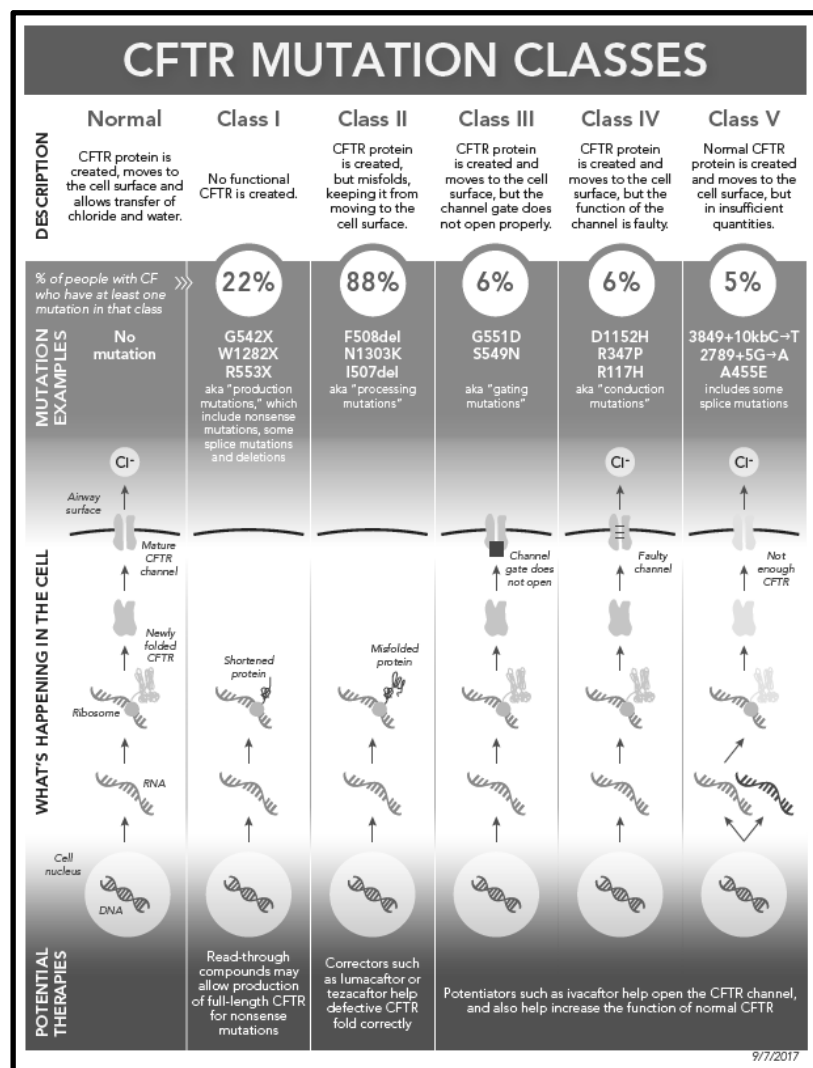 CFTR MUTATION CLASSES
DESCRIPTION
Normal
CFTR protein is
created, moves to
the cell surface and
allows transfer of
chloride and water.
Class I
No functional
CFTR is created.
Class II
CFTR protein
is created,
but misfolds,
keeping it from
moving to the
cell surface.
Class III
CFTR protein
is created and
moves to the cell
surface, but the
channel gate does
not open properly.
Class IV
CFTR protein is
created and
moves to the cell
surface, but the
function of the
channel is faulty.
Class V
Normal CFTR
protein is created
and moves to the
cell surface, but
in insufficient
quantities.
% of people with CF
who have at least one
mutation in that class
22%
88%
6%
6%
5%
MUTATION
EXAMPLES
No
mutation
G542X
W1282X
R553X
aka "production
mutations," which
include nonsense
mutations, some
splice mutations
and deletions
F508del
N1303K
I507del
aka "processing
mutations"
G551D
S549N
aka "gating
mutations"
D1152H
R347P
R117H
aka "conduction
mutations"
3849+10kbC→T
2789+5G→A
A455E
includes some
splice mutations
WHAT'S HAPPENING IN THE CELL
Cl-
Airway
surface
Mature
CFTR
channel
Newly
folded
CFTR
Ribosome
RNA
Cell
nucleus
DNA
Shortened
protein
Misfolded
protein
Channel
gate does
not open
Cl-
Faulty
channel
Cl-
Not
enough
CFTR
POTENTIAL
THERAPIES
Read-through
compounds may
allow production
of full-length CFTR
for nonsense
mutations
Correctors such
as lumacaftor or
tezacaftor help
defective CFTR
fold correctly
Potentiators such as ivacaftor help open the CFTR channel,
and also help increase the function of normal CFTR
9/7/2017